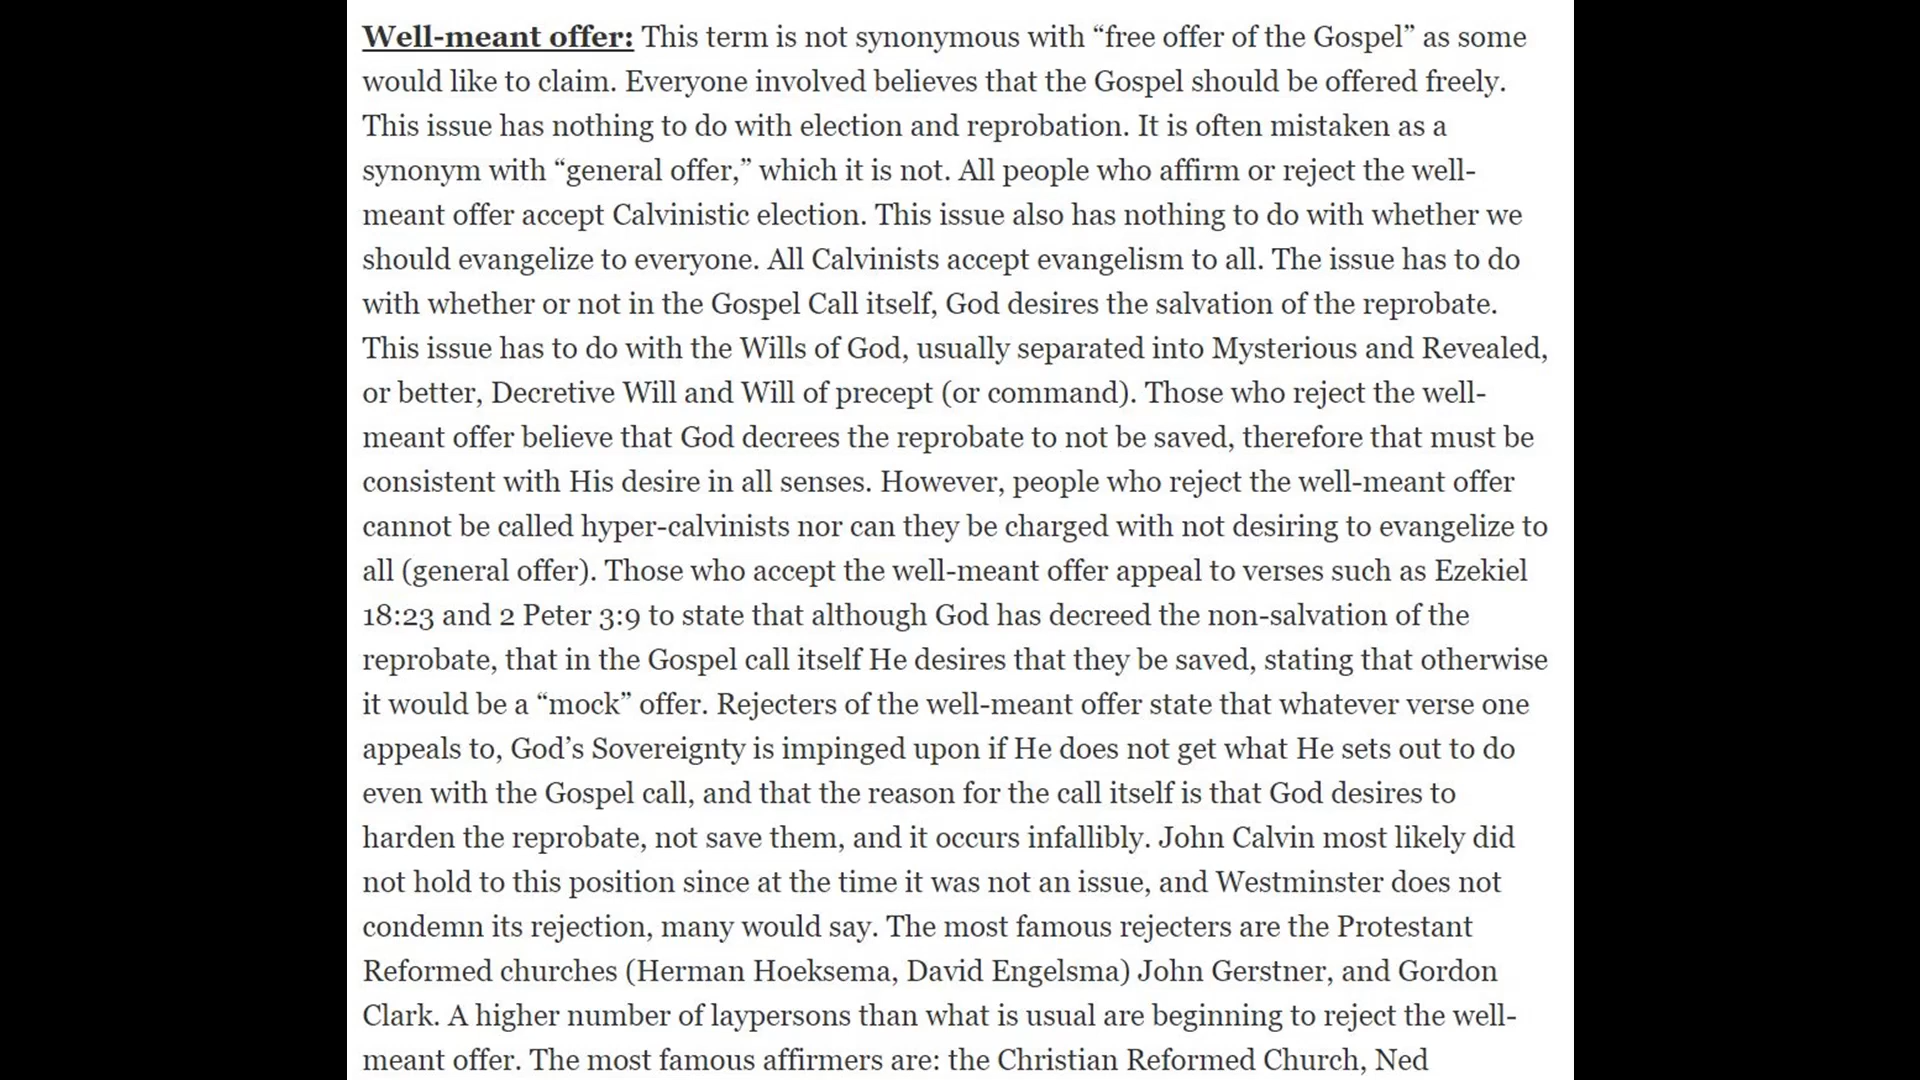 Well-meant offer: This term is not synonymous with “free offer of the Gospel” as some
would like to claim. Everyone involved believes that the Gospel should be offered freely.
This issue has nothing to do with election and reprobation. It is often mistaken as a
synonym with “general offer,” which it is not. All people who affirm or reject the well-
meant offer accept Calvinistic election. This issue also has nothing to do with whether we
should evangelize to everyone. All Calvinists accept evangelism to all. The issue has to do
with whether or not in the Gospel Call itself, God desires the salvation of the reprobate.
This issue has to do with the Wills of God, usually separated into Mysterious and Revealed,
or better, Decretive Will and Will of precept (or command). Those who reject the well-
meant offer believe that God decrees the reprobate to not be saved, therefore that must be
consistent with His desire in all senses. However, people who reject the well-meant offer
cannot be called hyper-calvinists nor can they be charged with not desiring to evangelize to
all (general offer). Those who accept the well-meant offer appeal to verses such as Ezekiel
18:23 and 2 Peter 3:9 to state that although God has decreed the non-salvation of the
reprobate, that in the Gospel call itself He desires that they be saved, stating that otherwise
it would be a “mock” offer. Rejecters of the well-meant offer state that whatever verse one
appeals to, God’s Sovereignty is impinged upon if He does not get what He sets out to do
even with the Gospel call, and that the reason for the call itself is that God desires to
harden the reprobate, not save them, and it occurs infallibly. John Calvin most likely did
not hold to this position since at the time it was not an issue, and Westminster does not
condemn its rejection, many would say. The most famous rejecters are the Protestant
Reformed churches (Herman Hoeksema, David Engelsma) John Gerstner, and Gordon
Clark. A higher number of laypersons than what is usual are beginning to reject the well-
meant offer. The most famous affirmers are: the Christian Reformed Church, Ned